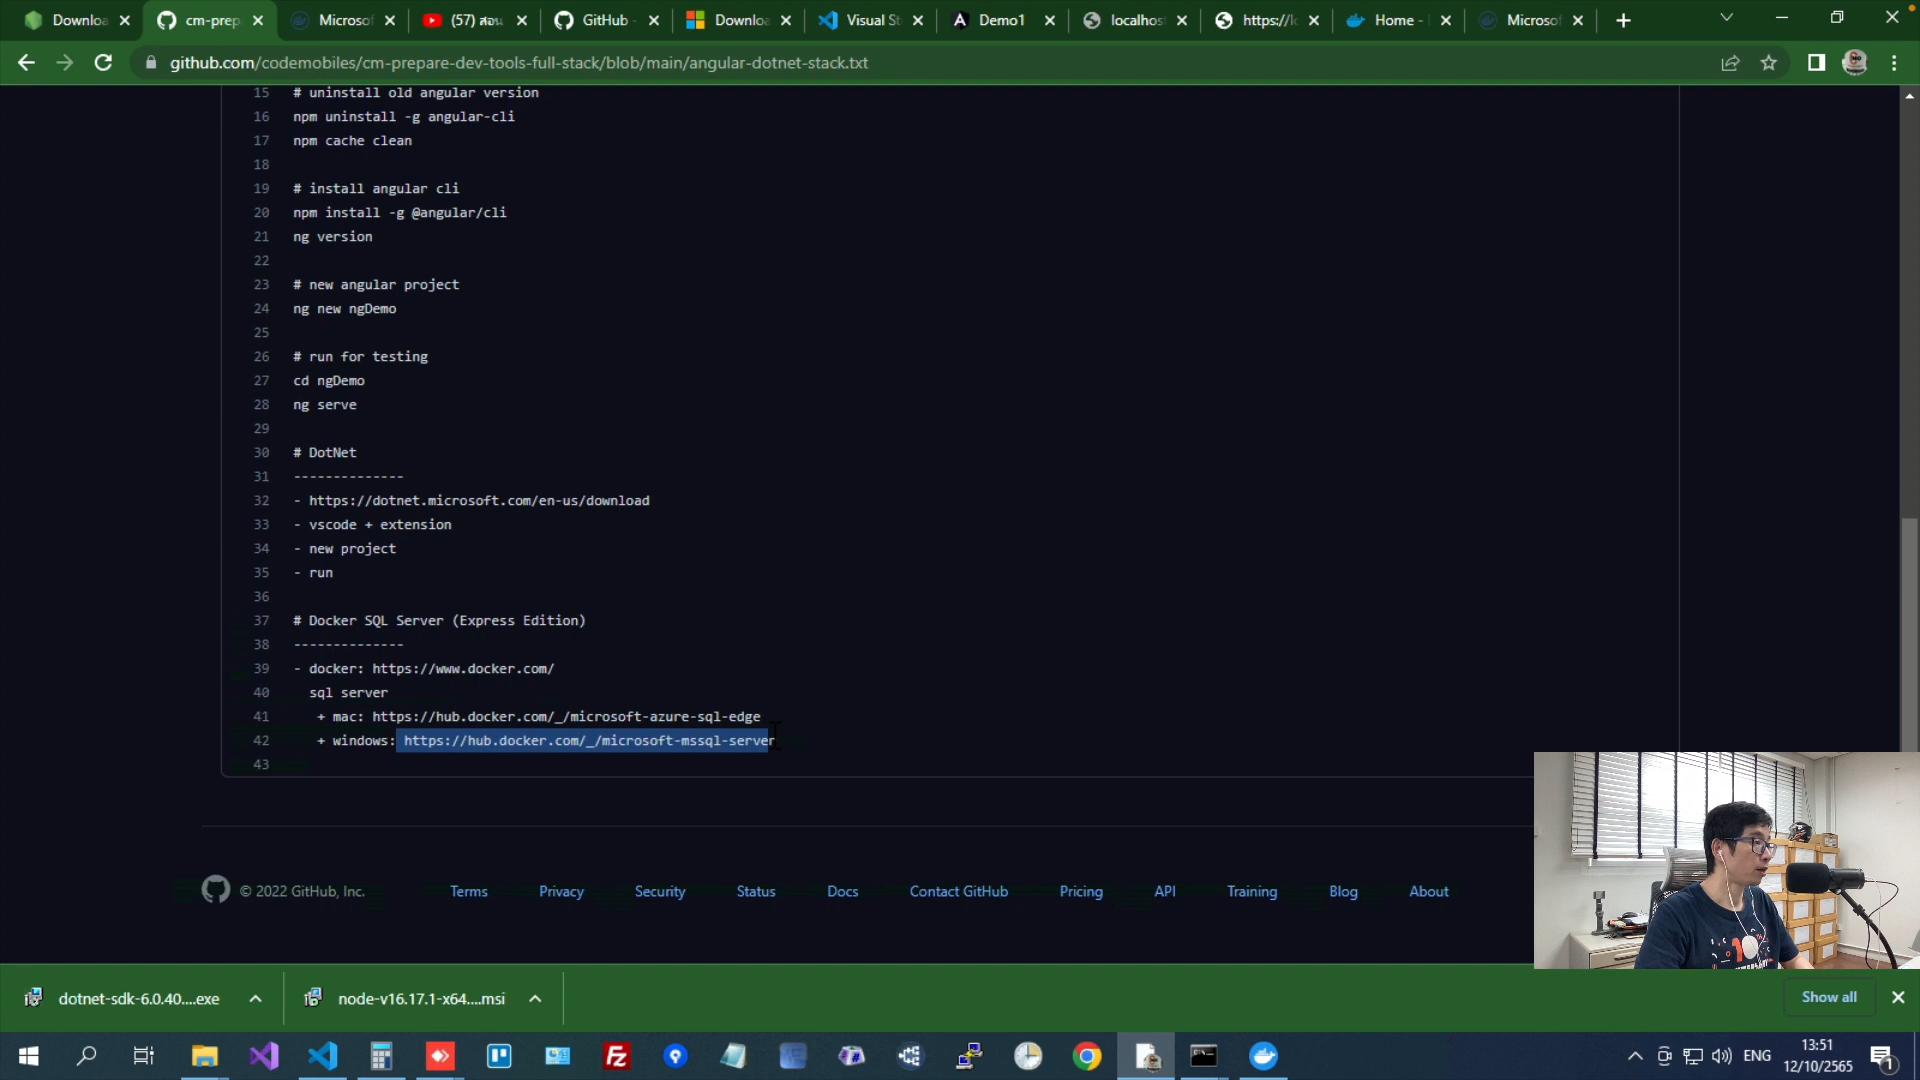 Downloa
cm-prep
Microsof
(57) สอน
GitHub -
Downloa
Visual St
Demo1
localhos
https://lo
Home - 
Microsof
github.com/codemobiles/cm-prepare-dev-tools-full-stack/blob/main/angular-dotnet-stack.txt
15 # uninstall old angular version
16 npm uninstall -g angular-cli
17 npm cache clean
18
19 # install angular cli
20 npm install -g @angular/cli
21 ng version
22
23 # new angular project
24 ng new ngDemo
25
26 # run for testing
27 cd ngDemo
28 ng serve
29
30 # DotNet
31 --------------
32 - https://dotnet.microsoft.com/en-us/download
33 - vscode + extension
34 - new project
35 - run
36
37 # Docker SQL Server (Express Edition)
38 --------------
39 - docker: https://www.docker.com/
40 sql server
41 + mac: https://hub.docker.com/_/microsoft-azure-sql-edge
42 + windows: https://hub.docker.com/_/microsoft-mssql-server
43
© 2022 GitHub, Inc. Terms Privacy Security Status Docs Contact GitHub Pricing API Training Blog About
dotnet-sdk-6.0.40....exe
node-v16.17.1-x64....msi
Show all
ENG
13:51
12/10/2565
1